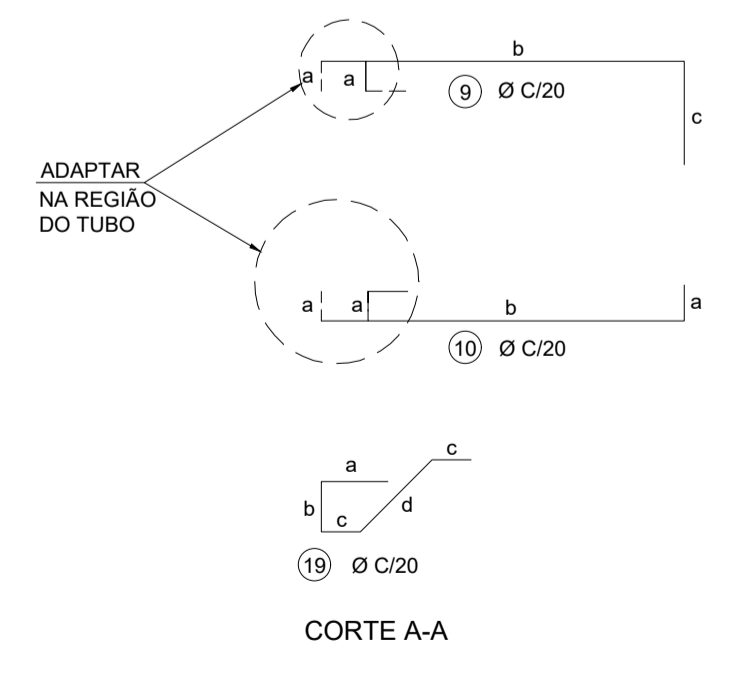 b
a a
9 Ø C/20
c
ADAPTAR
NA REGIÃO
DO TUBO
a a b a
10 Ø C/20
c
a
b c d
19 Ø C/20
CORTE A-A